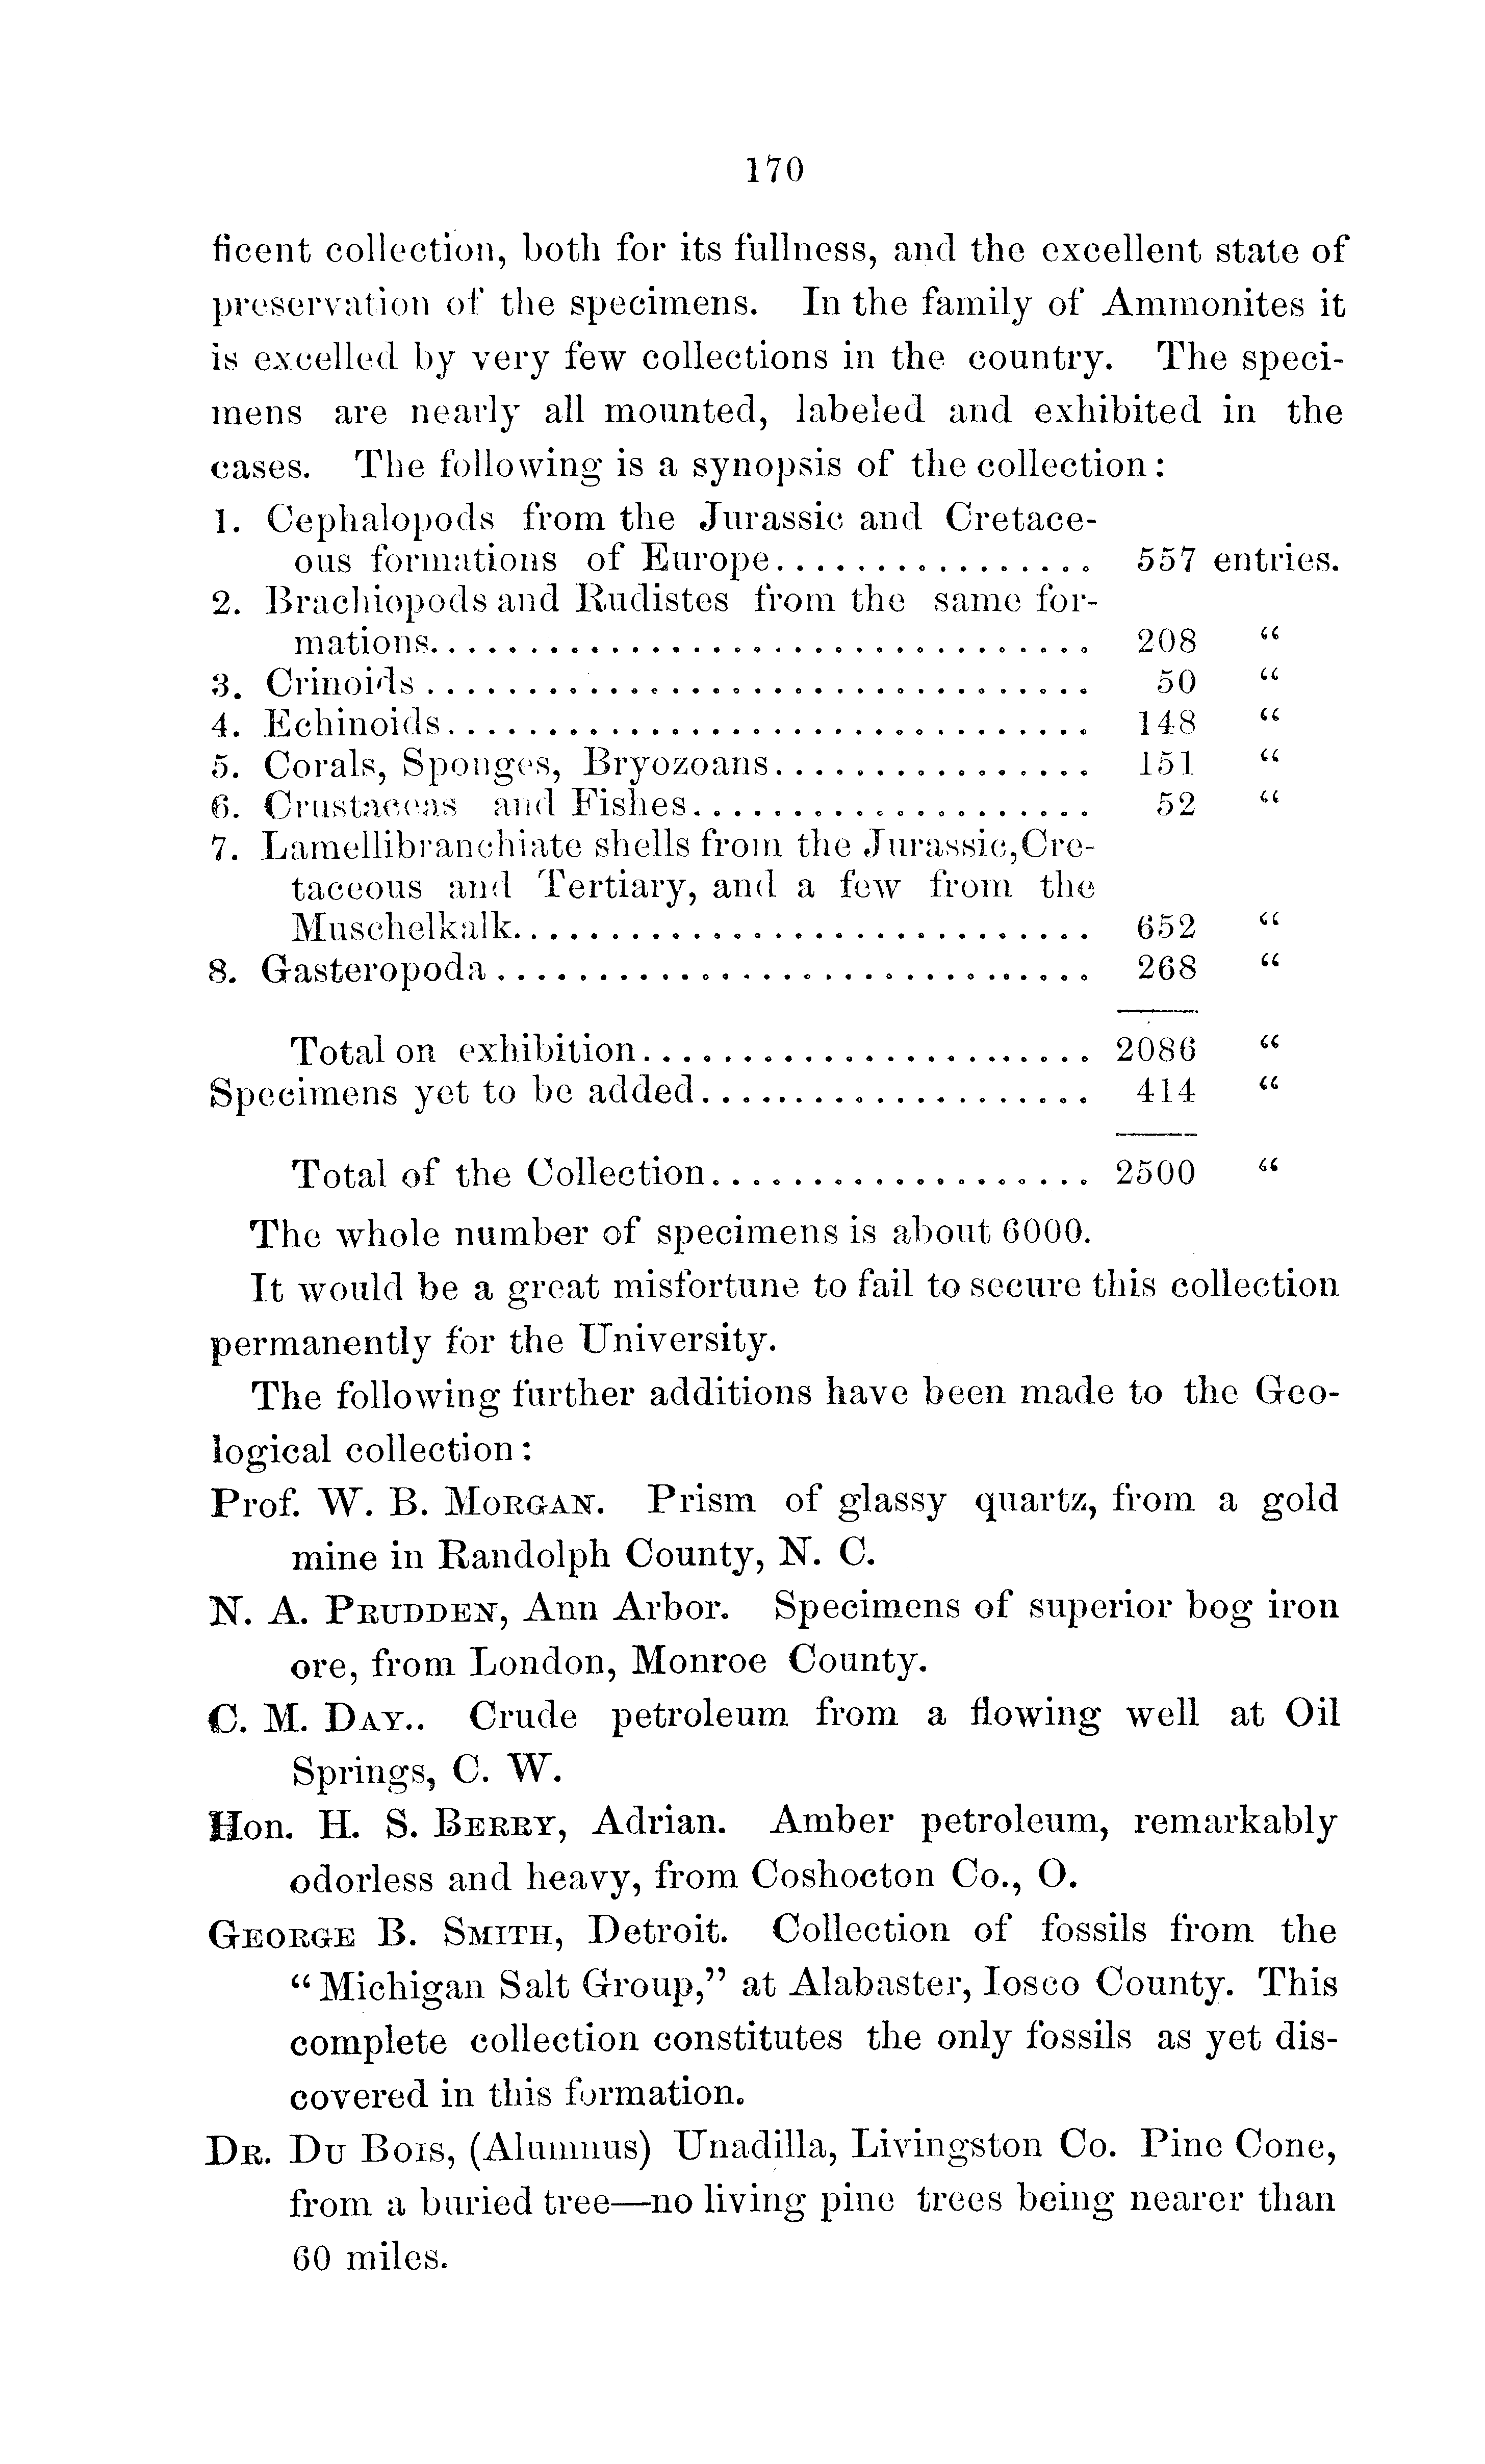 170
ficent collection, both for its fullness, and the excellent state of
preservation of the specimens. In the family of Ammonites it
is excelled by very few collections in the country. The speci-
mens are nearly all mounted, labeled and exhibited in the
cases. The following is a synopsis of the collection:
1. Cephalopods from the Jurassic and Cretace-
ous formations of Europe................ 557 entries.
2. Brachiopods and Rudistes from the same for-
mations................................. 208 "
3. Crinoids ................................. 50 "
4. Echinoids................................ 148 "
5. Corals, Sponges, Bryozoans................ 151 "
6. Crustaceas and Fishes.................... 52 "
7. Lamellibranchiate shells from the Jurassic, Cre-
taceous and Tertiary, and a few from the
Muschelkalk............................. 652 "
8. Gasteropoda .............................. 268 "
Total on exhibition....................... 2086 "
Specimens yet to be added.................... 414 "
Total of the Collection................... 2500 "
The whole number of specimens is about 6000.
It would be a great misfortune to fail to secure this collection
permanently for the University.
The following further additions have been made to the Geo-
logical collection:
Prof. W. B. MORGAN. Prism of glassy quartz, from a gold
mine in Randolph County, N. C.
N. A. PRUDDEN, Ann Arbor. Specimens of superior bog iron
ore, from London, Monroe County.
C. M. DAY.. Crude petroleum from a flowing well at Oil
Springs, C. W.
Hon. H. S. BERRY, Adrian. Amber petroleum, remarkably
odorless and heavy, from Coshocton Co., O.
GEORGE B. SMITH, Detroit. Collection of fossils from the
"Michigan Salt Group," at Alabaster, Iosco County. This
complete collection constitutes the only fossils as yet dis-
covered in this formation.
DR. DU BOIS, (Alumnus) Unadilla, Livingston Co. Pine Cone,
from a buried tree—no living pine trees being nearer than
60 miles.